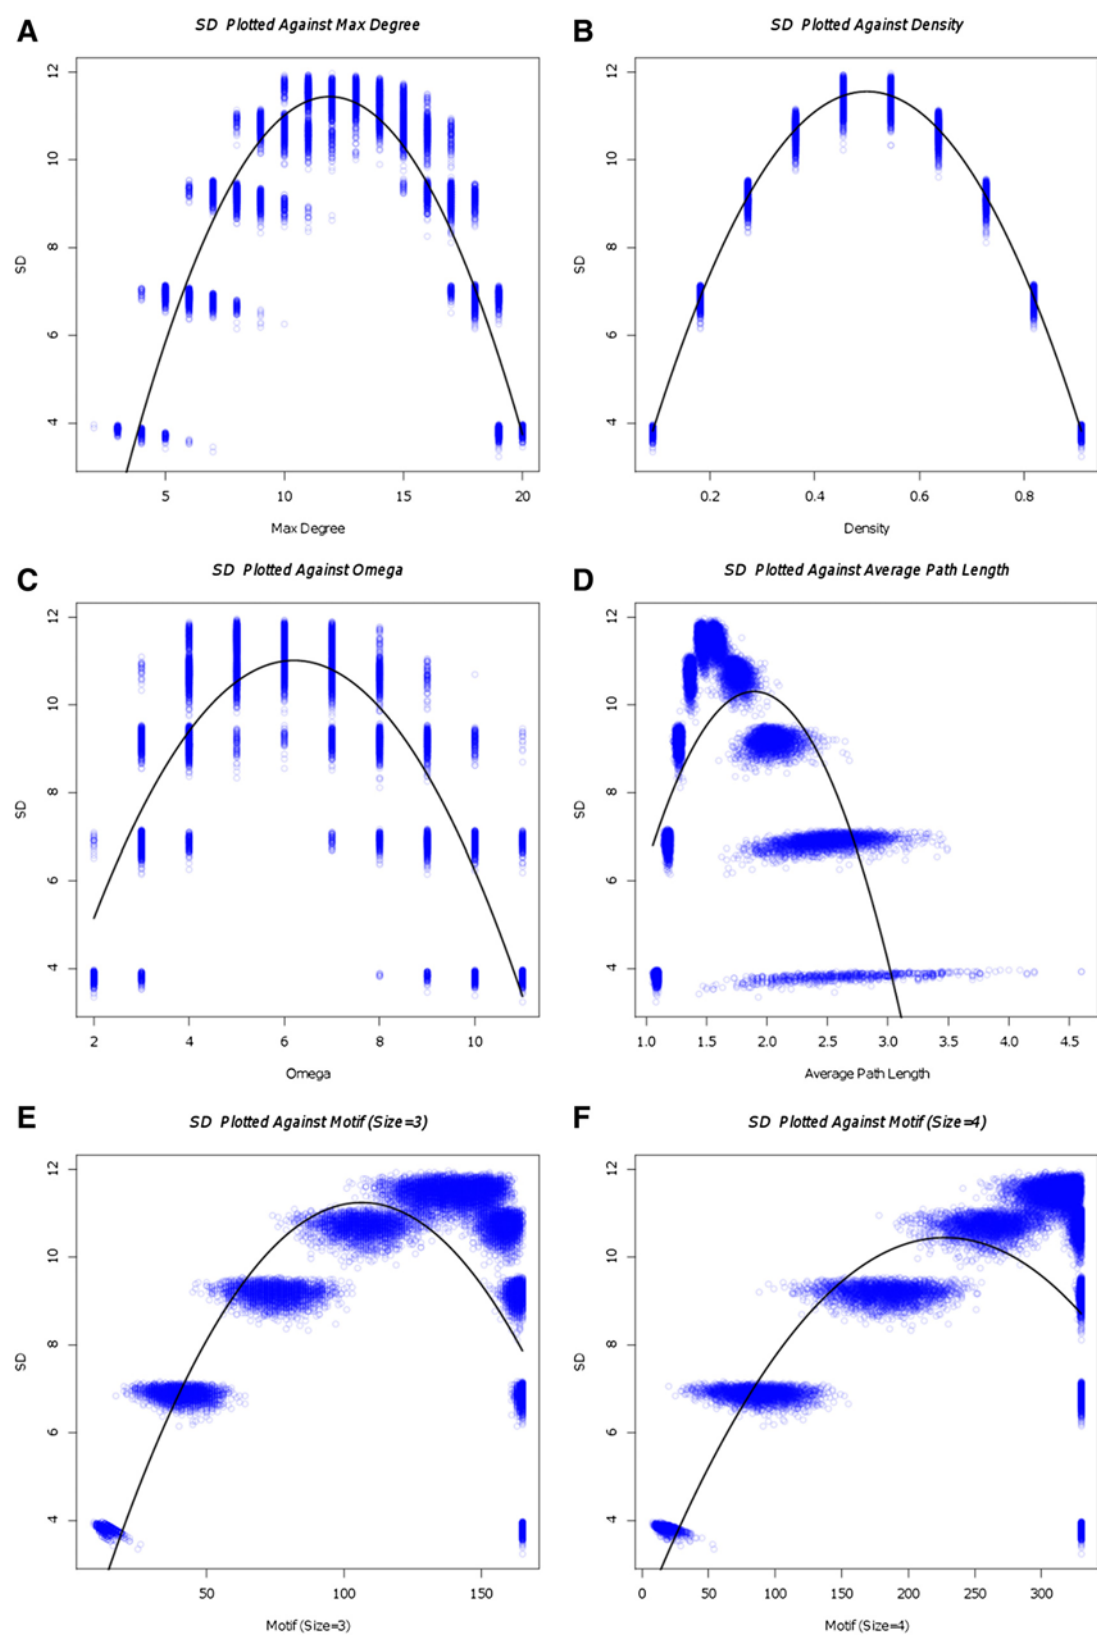 A
SD Plotted Against Max Degree
SD
12
10
8
6
4
5
10
15
20
Max Degree
B
SD Plotted Against Density
SD
12
10
8
6
4
0.2
0.4
0.6
0.8
Density
C
SD Plotted Against Omega
SD
12
10
8
6
4
2
4
6
8
10
Omega
D
SD Plotted Against Average Path Length
SD
12
10
8
6
4
1.0
1.5
2.0
2.5
3.0
3.5
4.0
4.5
Average Path Length
E
SD Plotted Against Motif (Size=3)
SD
12
10
8
6
4
50
100
150
Motif (Size=3)
F
SD Plotted Against Motif (Size=4)
SD
12
10
8
6
4
0
50
100
150
200
250
300
Motif (Size=4)